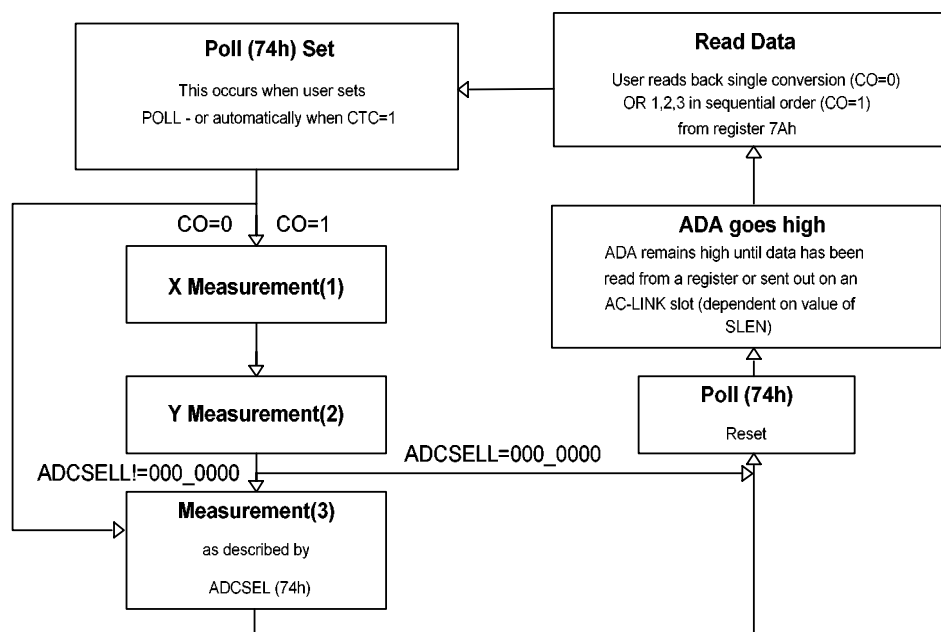 Poll (74h) Set
This occurs when user sets
POLL - or automatically when CTC=1
Read Data
User reads back single conversion (CO=0)
OR 1,2,3 in sequential order (CO=1)
from register 7Ah
CO=0
CO=1
X Measurement(1)
ADA goes high
ADA remains high until data has been
read from a register or sent out on an
AC-LINK slot (dependent on value of
SLEN)
Y Measurement(2)
Poll (74h)
Reset
ADCSELL!=000_0000
ADCSELL=000_0000
Measurement(3)
as described by
ADCSEL (74h)